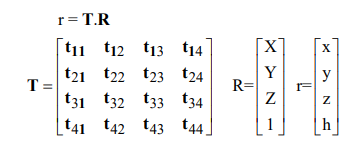 r = T.R
T = [t11 t12 t13 t14
t21 t22 t23 t24
t31 t32 t33 t34
t41 t42 t43 t44]
R= [X
Y
Z
1]
r= [x
y
z
h]